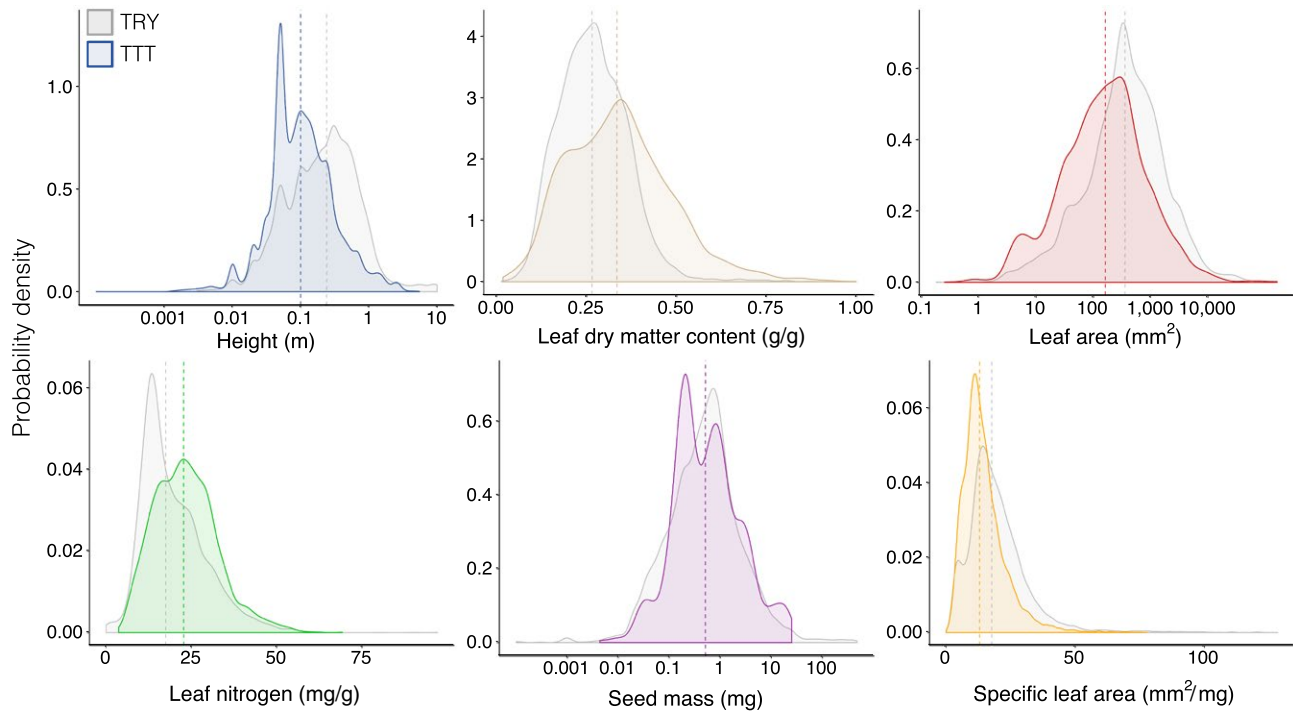 TRY
TTT
Probability density
1.0
0.5
0.0
0.001 0.01 0.1 1 10
Height (m)
4
3
2
1
0
0.00 0.25 0.50 0.75 1.00
Leaf dry matter content (g/g)
0.6
0.4
0.2
0.0
0.1 1 10 100 1,000 10,000
Leaf area (mm²)
0.06
0.04
0.02
0.00
0 25 50 75
Leaf nitrogen (mg/g)
0.6
0.4
0.2
0.0
0.001 0.01 0.1 1 10 100
Seed mass (mg)
0.06
0.04
0.02
0.00
0 50 100
Specific leaf area (mm²/mg)